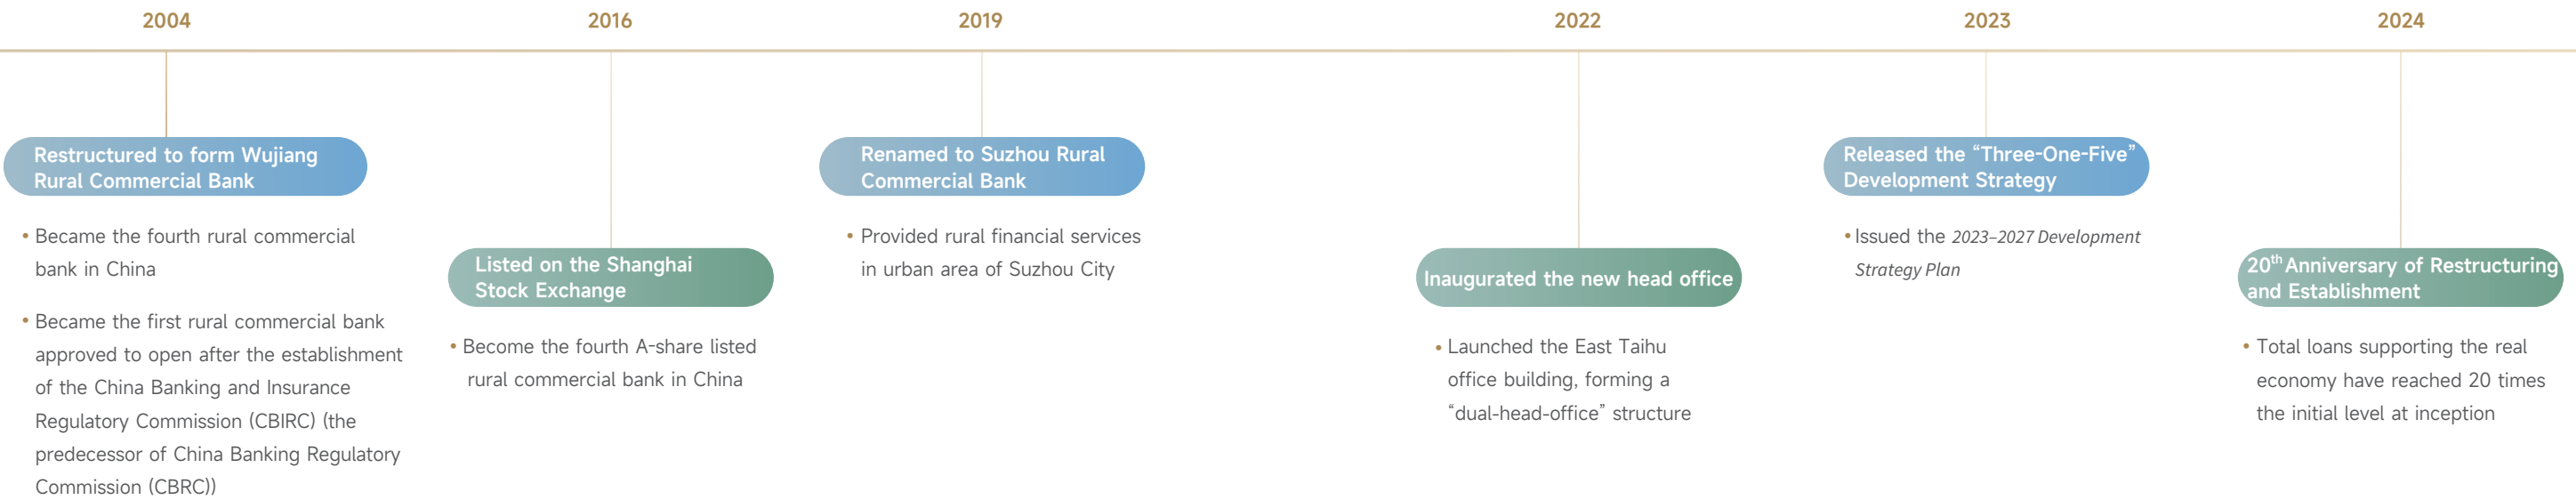 2004
Restructured to form Wujiang
Rural Commercial Bank
• Became the fourth rural commercial
bank in China
• Became the first rural commercial bank
approved to open after the establishment
of the China Banking and Insurance
Regulatory Commission (CBIRC) (the
predecessor of China Banking Regulatory
Commission (CBRC))
2016
Listed on the Shanghai
Stock Exchange
• Become the fourth A-share listed
rural commercial bank in China
2019
Renamed to Suzhou Rural
Commercial Bank
• Provided rural financial services
in urban area of Suzhou City
2022
Inaugurated the new head office
• Launched the East Taihu
office building, forming a
“dual-head-office” structure
2023
Released the “Three-One-Five”
Development Strategy
• Issued the 2023–2027 Development
Strategy Plan
2024
20th Anniversary of Restructuring
and Establishment
• Total loans supporting the real
economy have reached 20 times
the initial level at inception